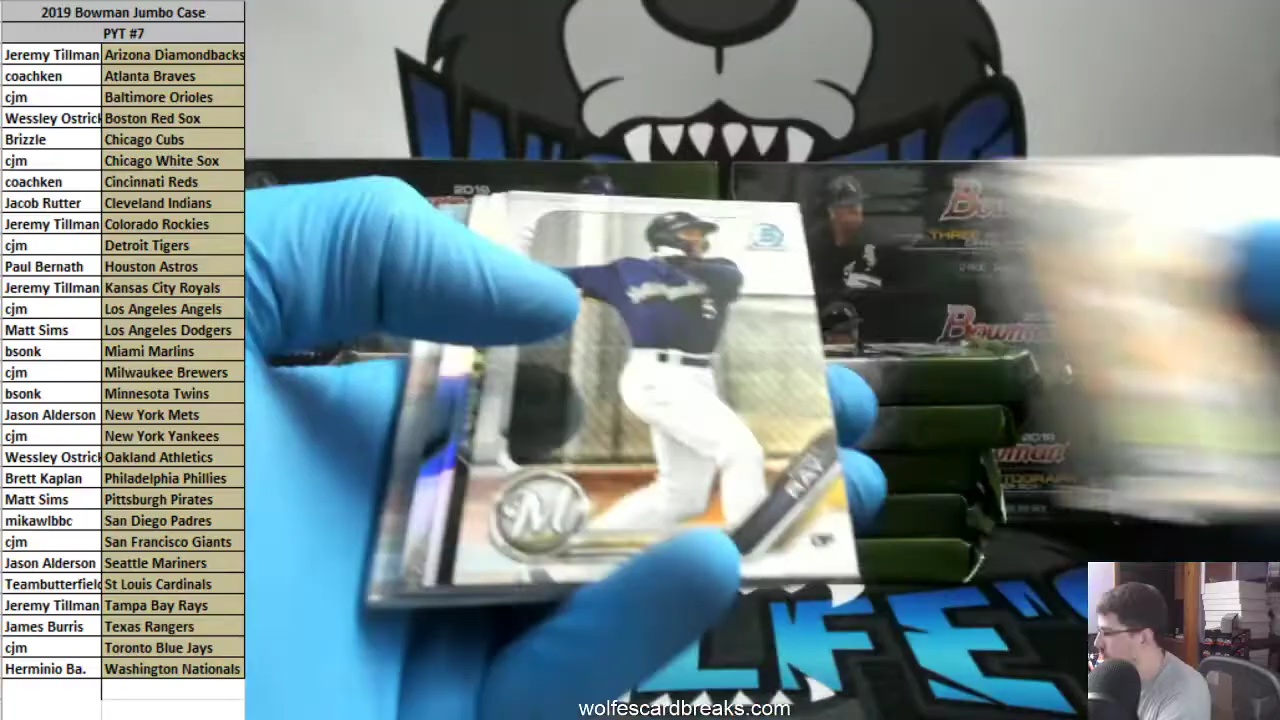 2019 Bowman Jumbo Case
PYT #7
Jeremy Tillman Arizona Diamondbacks
coachken Atlanta Braves
cjm Baltimore Orioles
Wessley Ostrick Boston Red Sox
Brizzle Chicago Cubs
cjm Chicago White Sox
coachken Cincinnati Reds
Jacob Rutter Cleveland Indians
Jeremy Tillman Colorado Rockies
cjm Detroit Tigers
Paul Bernath Houston Astros
Jeremy Tillman Kansas City Royals
cjm Los Angeles Angels
Matt Sims Los Angeles Dodgers
bsonk Miami Marlins
cjm Milwaukee Brewers
bsonk Minnesota Twins
Jason Alderson New York Mets
cjm New York Yankees
Wessley Ostrick Oakland Athletics
Brett Kaplan Philadelphia Phillies
Matt Sims Pittsburgh Pirates
mikawlbbc San Diego Padres
cjm San Francisco Giants
Jason Alderson Seattle Mariners
Teambutterfield St Louis Cardinals
Jeremy Tillman Tampa Bay Rays
James Burris Texas Rangers
cjm Toronto Blue Jays
Herminio Ba. Washington Nationals
2019
THREE
Bowman
2019
M
RAY
wolfescardbreaks.com